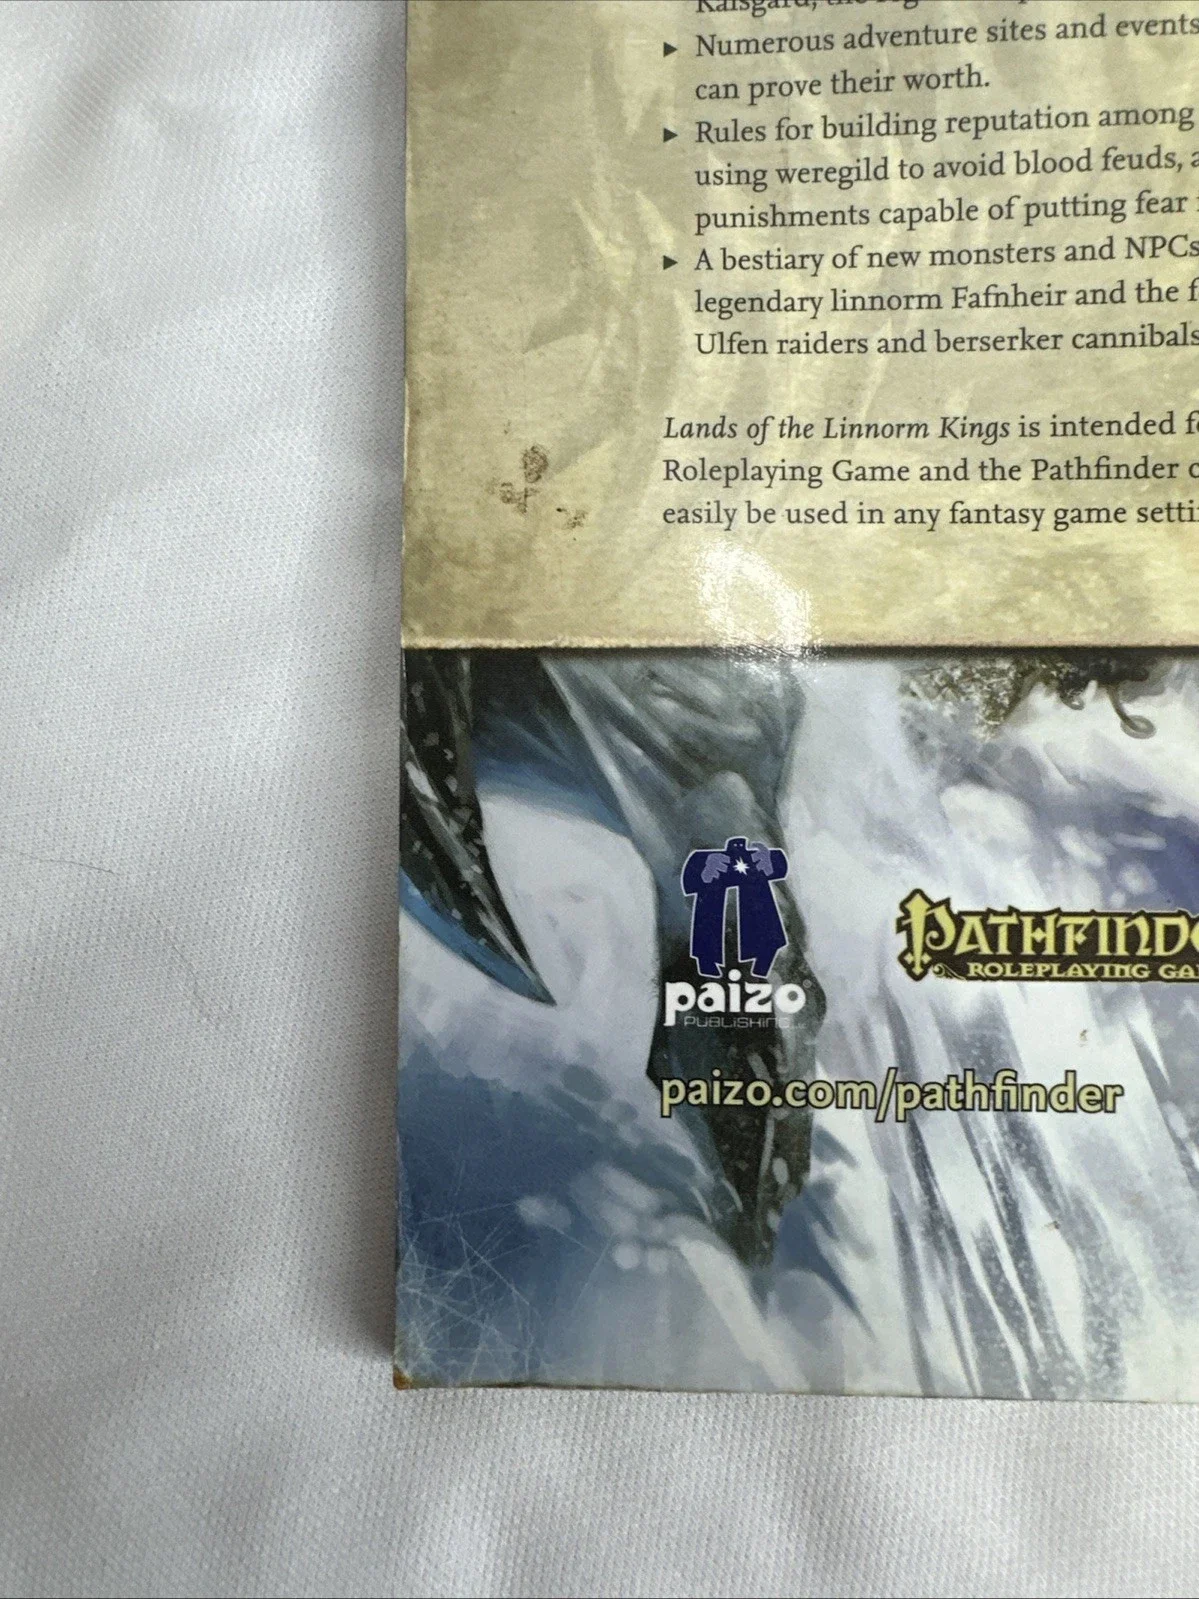 Kalsgard, the
▶ Numerous adventure sites and events
can prove their worth.
▶ Rules for building reputation among
using weregild to avoid blood feuds,
punishments capable of putting fear
▶ A bestiary of new monsters and NPCs
legendary linnorm Fafnheir and the
Ulfen raiders and berserker cannibals
Lands of the Linnorm Kings is intended
Roleplaying Game and the Pathfinder
easily be used in any fantasy game
paizo
PUBLISHING
PATHFIND
ROLEPLAYING GA
paizo.com/pathfinder